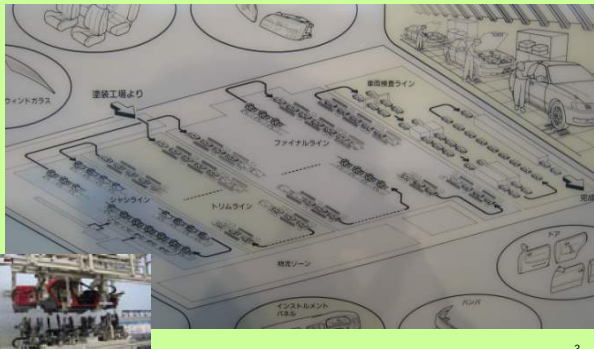 ウィンドガラス
塗装工場より
車両検査ライン
ファイナルライン
シャシライン
トリムライン
完成
物流ゾーン
ドア
インストルメント
パネル
バンパ
3